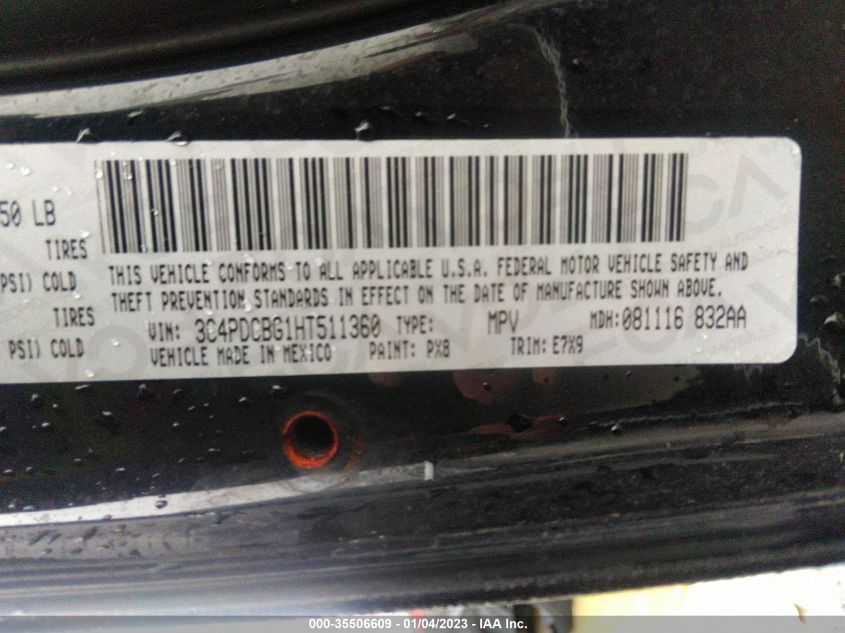 50 LB
TIRES
PSI) COLD
TIRES
PSI) COLD
THIS VEHICLE CONFORMS TO ALL APPLICABLE U.S.A. FEDERAL MOTOR VEHICLE SAFETY AND
THEFT PREVENTION STANDARDS IN EFFECT ON THE DATE OF MANUFACTURE SHOWN ABOVE.
VIN: 3C4PDCBG1HT511360 TYPE: MPV MDH:081116 832AA
VEHICLE MADE IN MEXICO PAINT: PX8 TRIM: E7X9
000-35506609 - 01/04/2023 - IAA Inc.